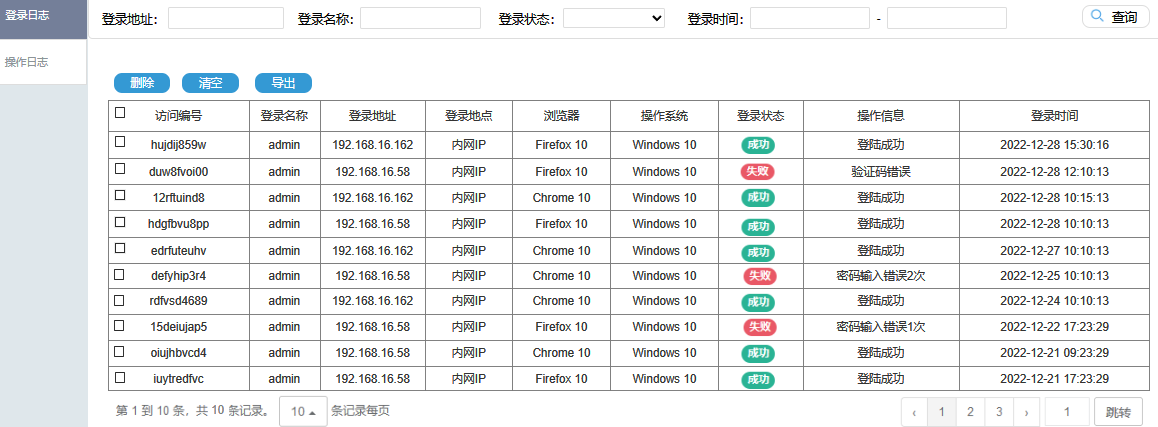 登录日志
登录地址： 登录名称： 登录状态： 登录时间： - 查询
操作日志
删除 清空 导出
访问编号 登录名称 登录地址 登录地点 浏览器 操作系统 登录状态 操作信息 登录时间
hujdij859w admin 192.168.16.162 内网IP Firefox 10 Windows 10 成功 登陆成功 2022-12-28 15:30:16
duw8fvoi00 admin 192.168.16.58 内网IP Firefox 10 Windows 10 失败 验证码错误 2022-12-28 12:10:13
12rftuind8 admin 192.168.16.162 内网IP Chrome 10 Windows 10 成功 登陆成功 2022-12-28 10:15:13
hdgfbvu8pp admin 192.168.16.58 内网IP Firefox 10 Windows 10 成功 登陆成功 2022-12-28 10:10:13
edrfuteuhv admin 192.168.16.162 内网IP Chrome 10 Windows 10 成功 登陆成功 2022-12-27 10:10:13
defyhip3r4 admin 192.168.16.58 内网IP Chrome 10 Windows 10 失败 密码输入错误2次 2022-12-25 10:10:13
rdfvsd4689 admin 192.168.16.162 内网IP Chrome 10 Windows 10 成功 登陆成功 2022-12-24 10:10:13
15deiujap5 admin 192.168.16.58 内网IP Firefox 10 Windows 10 失败 密码输入错误1次 2022-12-22 17:23:29
oiujhbvcd4 admin 192.168.16.58 内网IP Chrome 10 Windows 10 成功 登陆成功 2022-12-21 09:23:29
iuytredfvc admin 192.168.16.58 内网IP Firefox 10 Windows 10 成功 登陆成功 2022-12-21 17:23:29
第 1 到 10 条，共 10 条记录。 10 条记录每页 ‹ 1 2 3 › 1 跳转